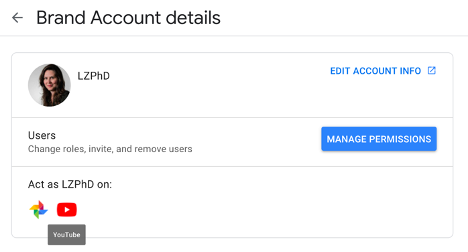 Brand Account details
LZPhD
EDIT ACCOUNT INFO
Users
Change roles, invite, and remove users
MANAGE PERMISSIONS
Act as LZPhD on:
YouTube